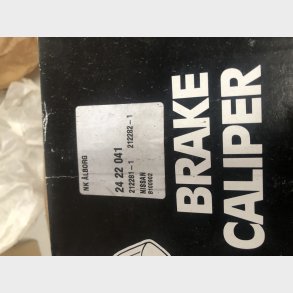 NK ÅLBORG
24 22 041
212281-1 212282-1
NISSAN
BRAKE
CALIPER